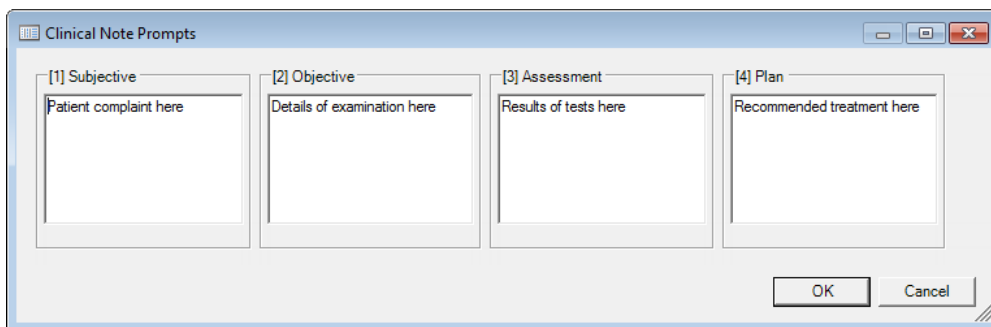 Clinical Note Prompts
[1] Subjective
Patient complaint here
[2] Objective
Details of examination here
[3] Assessment
Results of tests here
[4] Plan
Recommended treatment here
OK
Cancel